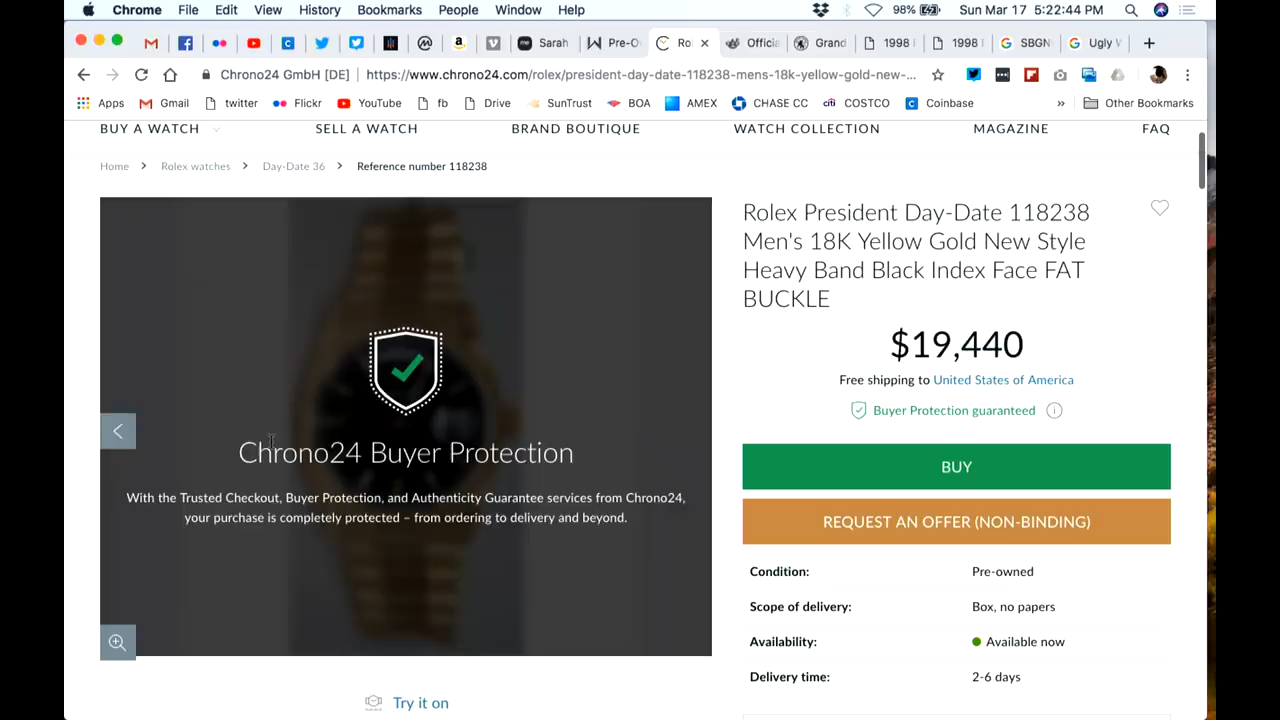 Chrome File Edit View History Bookmarks People Window Help 98% Sun Mar 17 5:22:44 PM
Sarah Pre-O Ro Officia Grand 1998 1998 SBGN Ugly V
Chrono24 GmbH [DE] https://www.chrono24.com/rolex/president-day-date-118238-mens-18k-yellow-gold-new-...
Apps Gmail twitter Flickr YouTube fb Drive SunTrust BOA AMEX CHASE CC COSTCO Coinbase » Other Bookmarks
BUY A WATCH SELL A WATCH BRAND BOUTIQUE WATCH COLLECTION MAGAZINE FAQ
Home Rolex watches Day-Date 36 Reference number 118238
Rolex President Day-Date 118238
Men's 18K Yellow Gold New Style
Heavy Band Black Index Face FAT
BUCKLE
$19,440
Free shipping to United States of America
Buyer Protection guaranteed
Chrono24 Buyer Protection
With the Trusted Checkout, Buyer Protection, and Authenticity Guarantee services from Chrono24,
your purchase is completely protected – from ordering to delivery and beyond.
BUY
REQUEST AN OFFER (NON-BINDING)
Condition: Pre-owned
Scope of delivery: Box, no papers
Availability: Available now
Delivery time: 2-6 days
Try it on